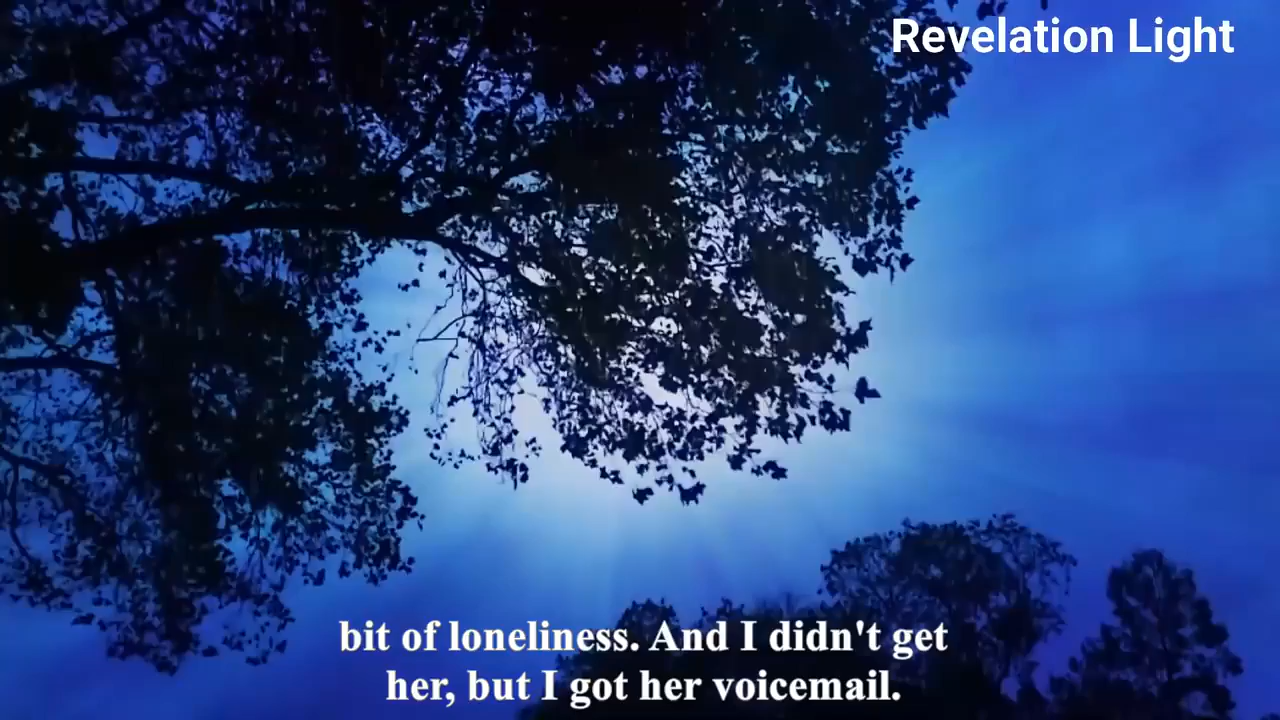 Revelation Light
bit of loneliness. And I didn't get
her, but I got her voicemail.